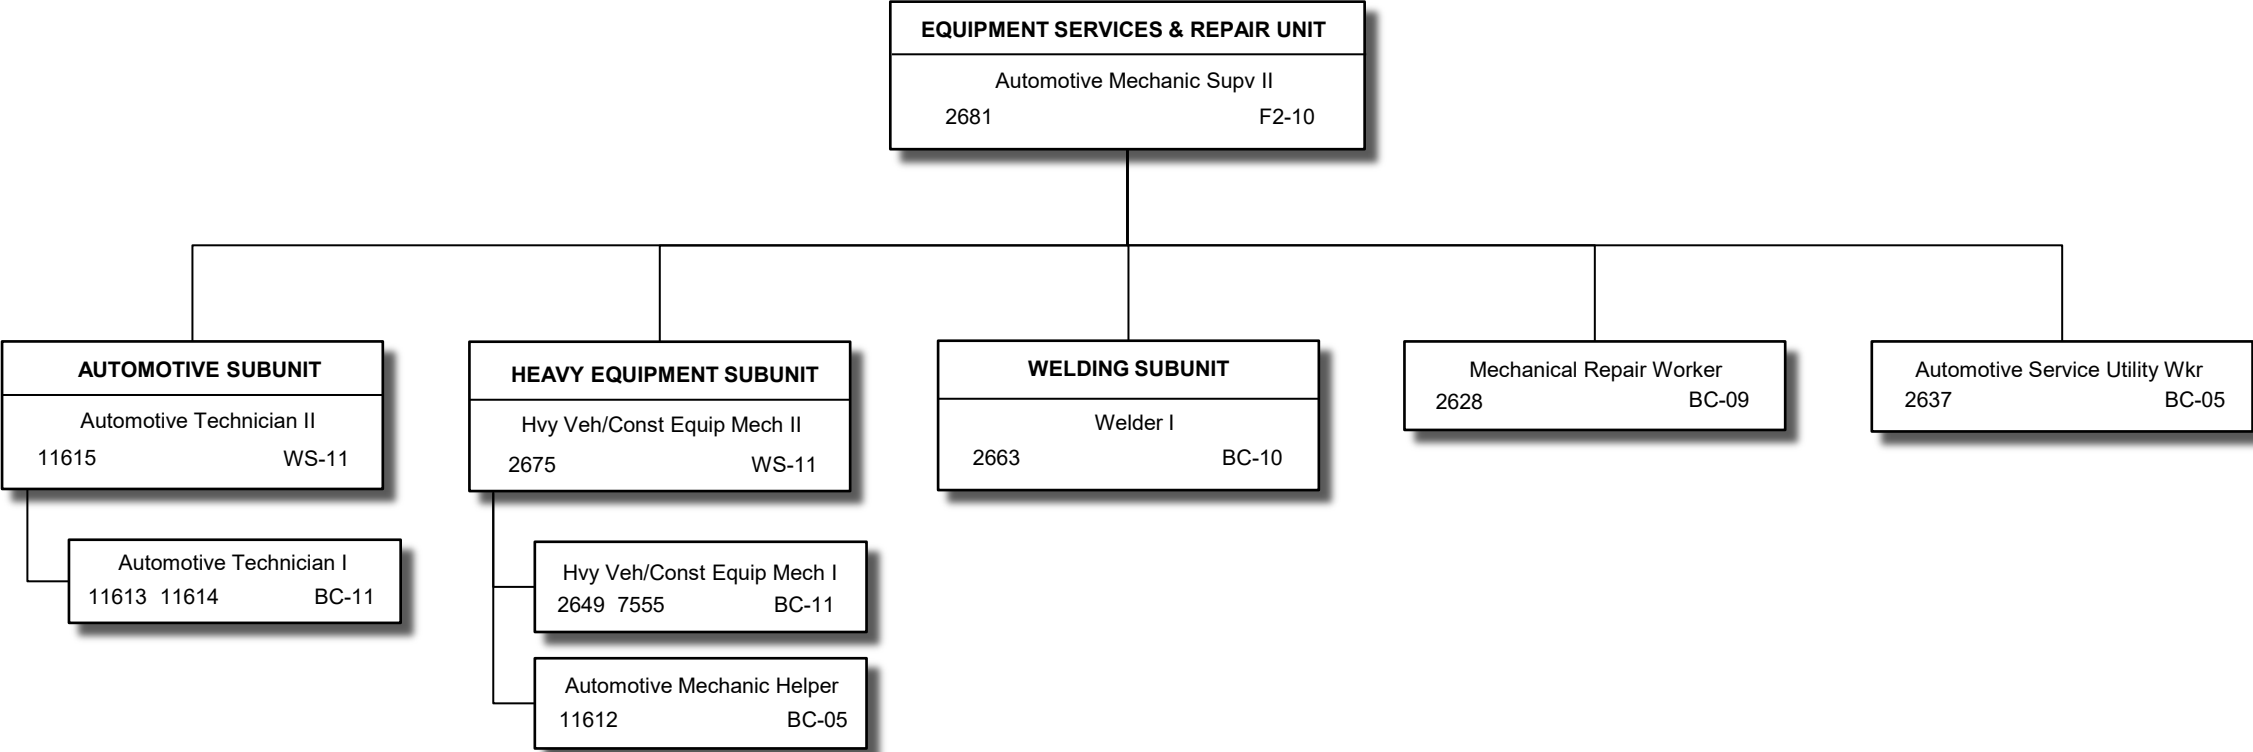 EQUIPMENT SERVICES & REPAIR UNIT
Automotive Mechanic Supv II
2681 F2-10
AUTOMOTIVE SUBUNIT
Automotive Technician II
11615 WS-11
Automotive Technician I
11613 11614 BC-11
HEAVY EQUIPMENT SUBUNIT
Hvy Veh/Const Equip Mech II
2675 WS-11
Hvy Veh/Const Equip Mech I
2649 7555 BC-11
Automotive Mechanic Helper
11612 BC-05
WELDING SUBUNIT
Welder I
2663 BC-10
Mechanical Repair Worker
2628 BC-09
Automotive Service Utility Wkr
2637 BC-05